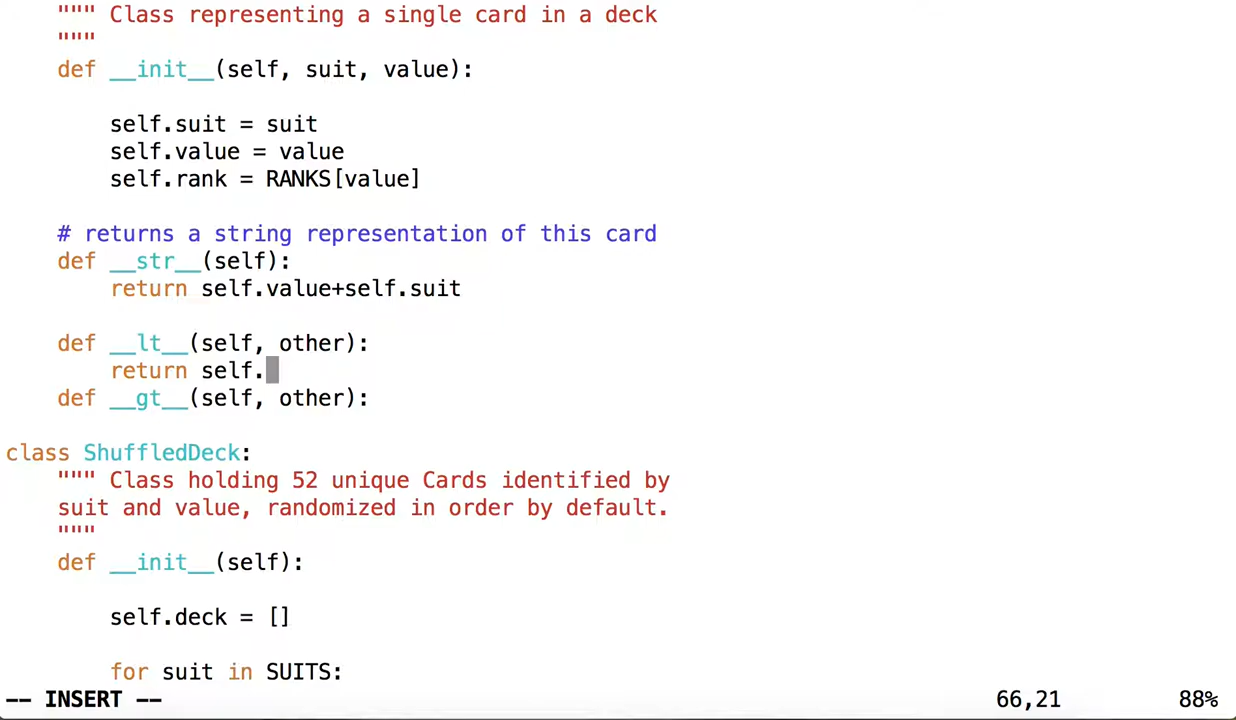 """ Class representing a single card in a deck
    """
    def __init__(self, suit, value):

        self.suit = suit
        self.value = value
        self.rank = RANKS[value]

    # returns a string representation of this card
    def __str__(self):
        return self.value+self.suit

    def __lt__(self, other):
        return self.
    def __gt__(self, other):

class ShuffledDeck:
    """ Class holding 52 unique Cards identified by
    suit and value, randomized in order by default.
    """
    def __init__(self):

        self.deck = []

        for suit in SUITS:
-- INSERT -- 66,21 88%